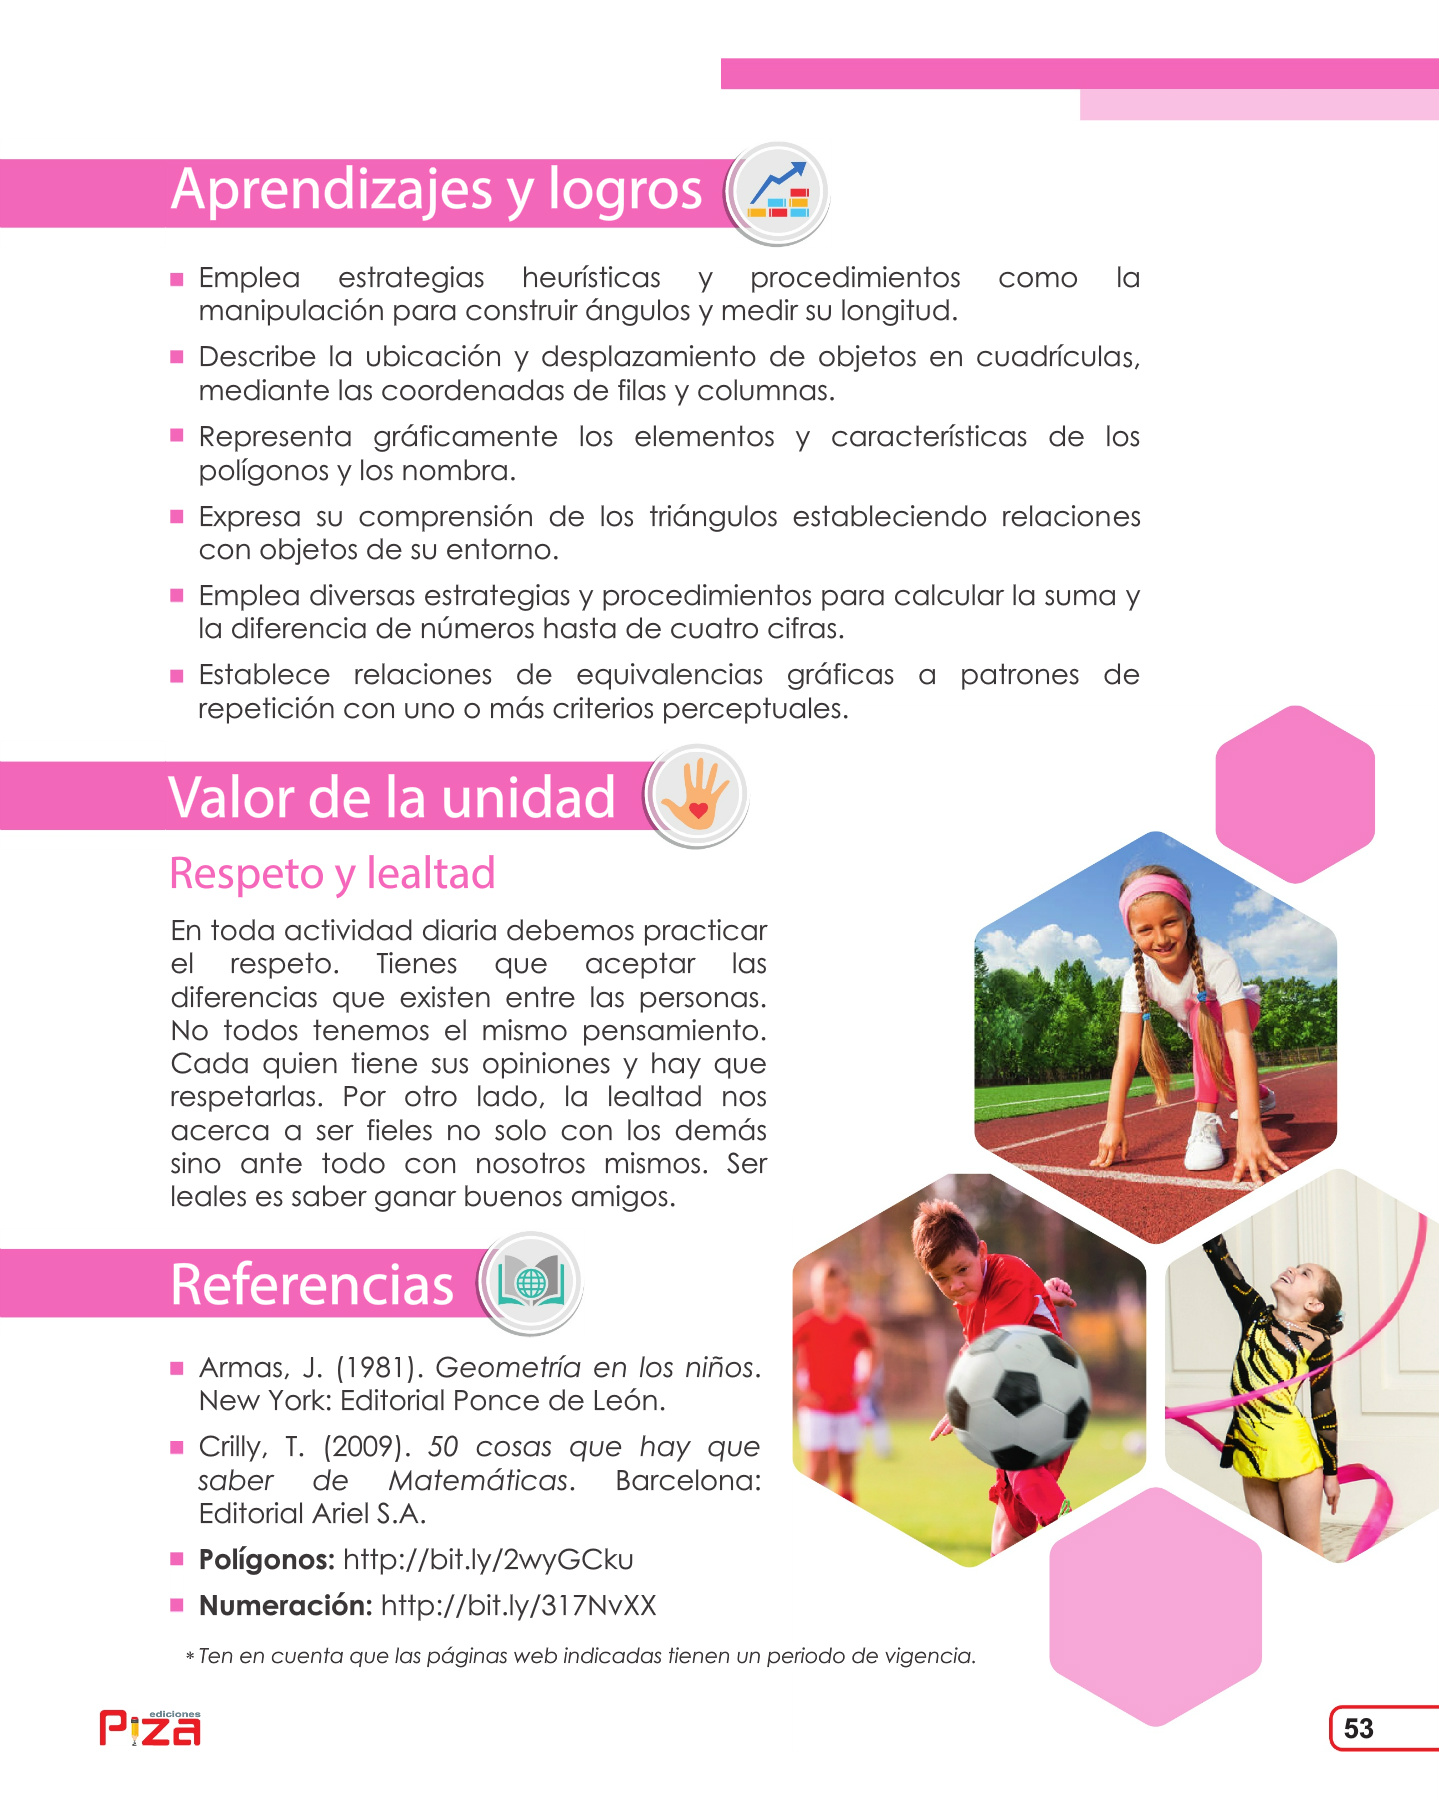 Aprendizajes y logros
Emplea estrategias heurísticas y procedimientos como la
manipulación para construir ángulos y medir su longitud.
Describe la ubicación y desplazamiento de objetos en cuadrículas,
mediante las coordenadas de filas y columnas.
Representa gráficamente los elementos y características de los
polígonos y los nombra.
Expresa su comprensión de los triángulos estableciendo relaciones
con objetos de su entorno.
Emplea diversas estrategias y procedimientos para calcular la suma y
la diferencia de números hasta de cuatro cifras.
Establece relaciones de equivalencias gráficas a patrones de
repetición con uno o más criterios perceptuales.
Valor de la unidad
Respeto y lealtad
En toda actividad diaria debemos practicar
el respeto. Tienes que aceptar las
diferencias que existen entre las personas.
No todos tenemos el mismo pensamiento.
Cada quien tiene sus opiniones y hay que
respetarlas. Por otro lado, la lealtad nos
acerca a ser fieles no solo con los demás
sino ante todo con nosotros mismos. Ser
leales es saber ganar buenos amigos.
Referencias
Armas, J. (1981). Geometría en los niños.
New York: Editorial Ponce de León.
Crilly, T. (2009). 50 cosas que hay que
saber de Matemáticas. Barcelona:
Editorial Ariel S.A.
Polígonos: http://bit.ly/2wyGCku
Numeración: http://bit.ly/317NvXX
* Ten en cuenta que las páginas web indicadas tienen un periodo de vigencia.
ediciones
Piza
53